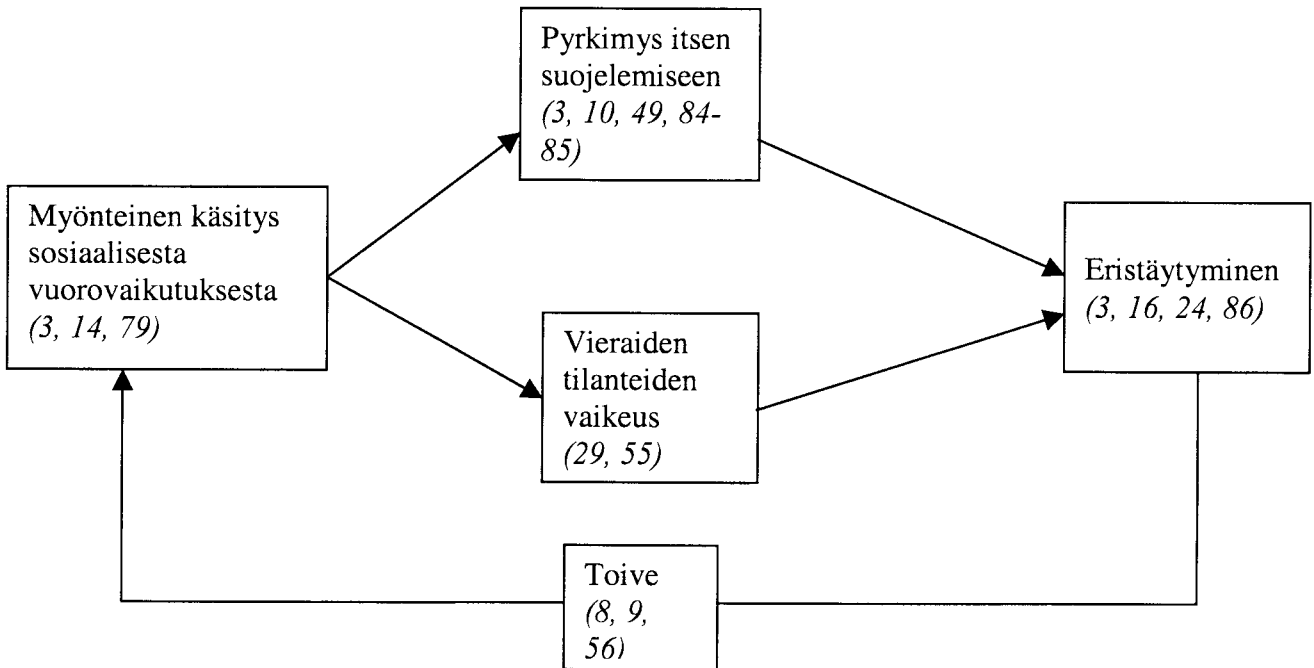 Pyrkimys itsen
suojelemiseen
(3, 10, 49, 84-
85)
Myönteinen käsitys
sosiaalisesta
vuorovaikutuksesta
(3, 14, 79)
Eristäytyminen
(3, 16, 24, 86)
Vieraiden
tilanteiden
vaikeus
(29, 55)
Toive
(8, 9,
56)